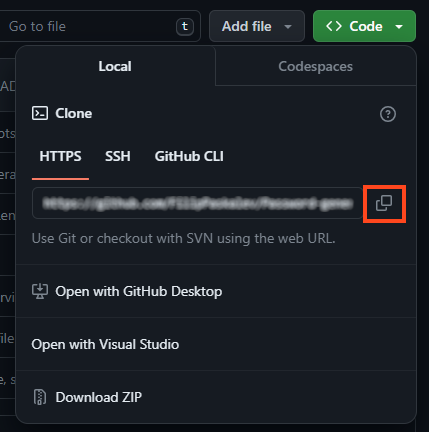 Go to file
t
Add file
<> Code
Local
Codespaces
Clone
HTTPS
SSH
GitHub CLI
Use Git or checkout with SVN using the web URL.
Open with GitHub Desktop
Open with Visual Studio
Download ZIP